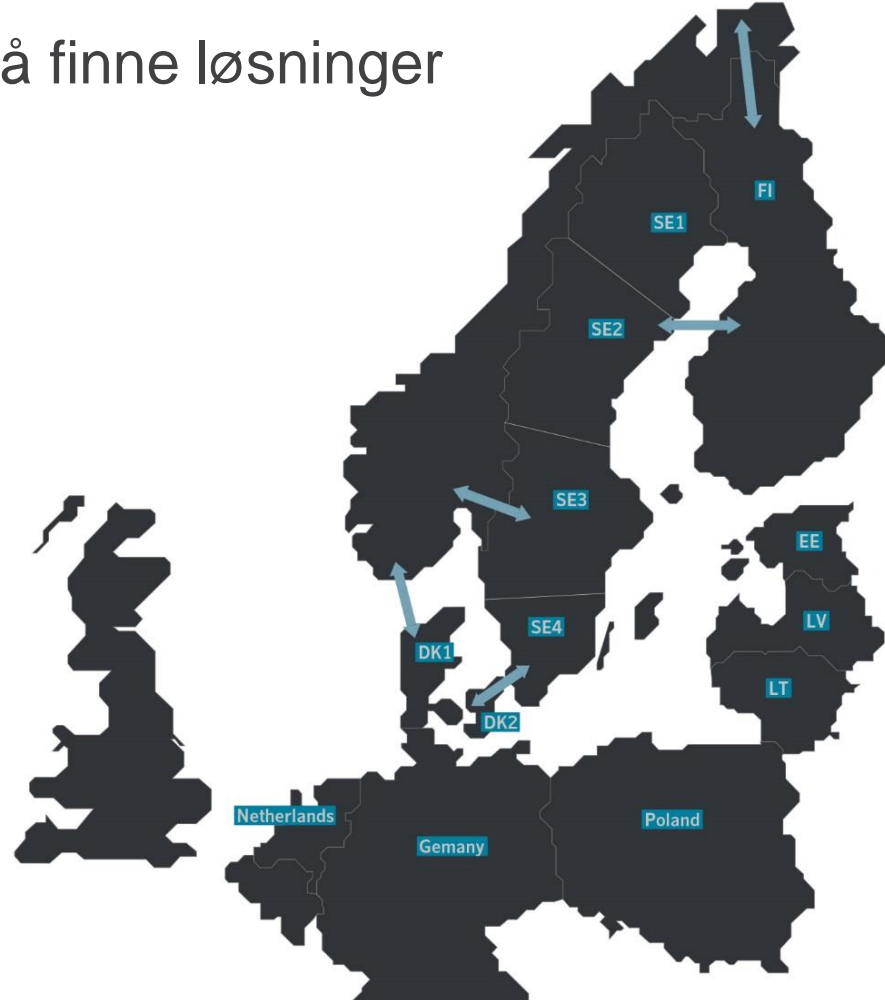 å finne løsninger
FI
SE1
SE2
SE3
EE
SE4
LV
DK1
LT
DK2
Netherlands
Poland
Gemany